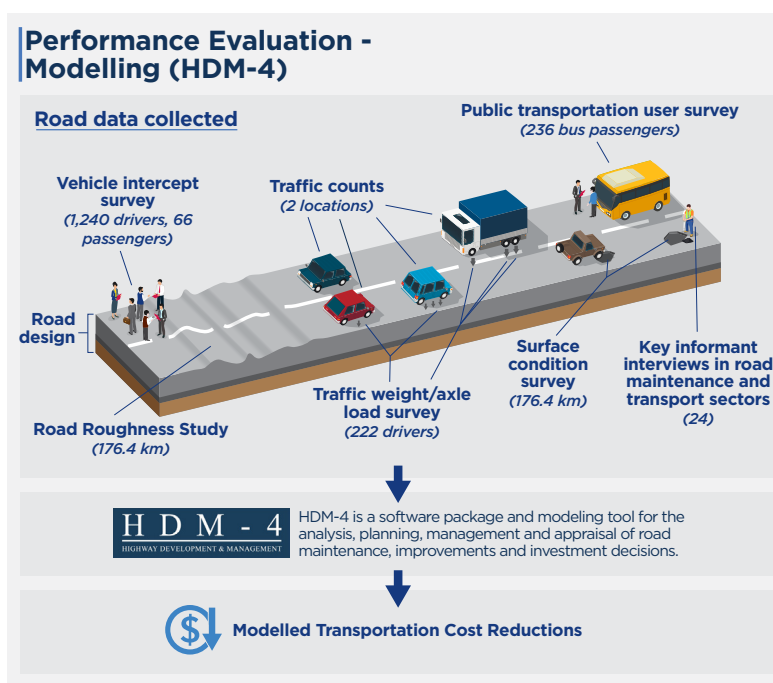 Performance Evaluation -
Modelling (HDM-4)
Road data collected
Public transportation user survey
(236 bus passengers)
Vehicle intercept
survey
(1,240 drivers, 66
passengers)
Traffic counts
(2 locations)
Road
design
Surface
condition
survey
(176.4 km)
Key informant
interviews in road
maintenance and
transport sectors
(24)
Traffic weight/axle
load survey
(222 drivers)
Road Roughness Study
(176.4 km)
H D M - 4
HIGHWAY DEVELOPMENT & MANAGEMENT
HDM-4 is a software package and modeling tool for the
analysis, planning, management and appraisal of road
maintenance, improvements and investment decisions.
$
Modelled Transportation Cost Reductions